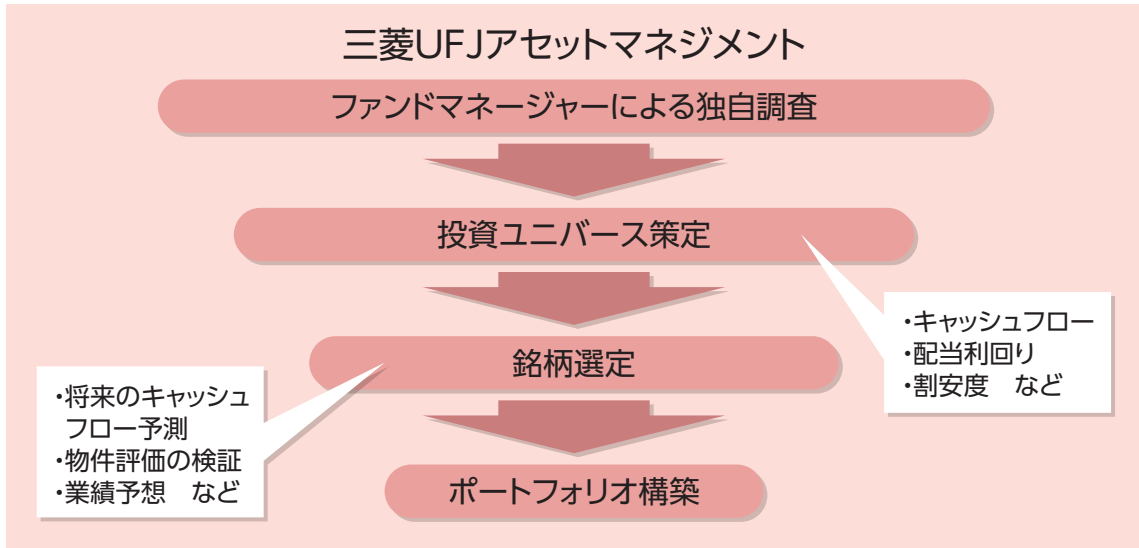 三菱UFJアセットマネジメント
ファンドマネージャーによる独自調査
投資ユニバース策定
・キャッシュフロー
・配当利回り
・割安度　など
銘柄選定
・将来のキャッシュ
フロー予測
・物件評価の検証
・業績予想　など
ポートフォリオ構築